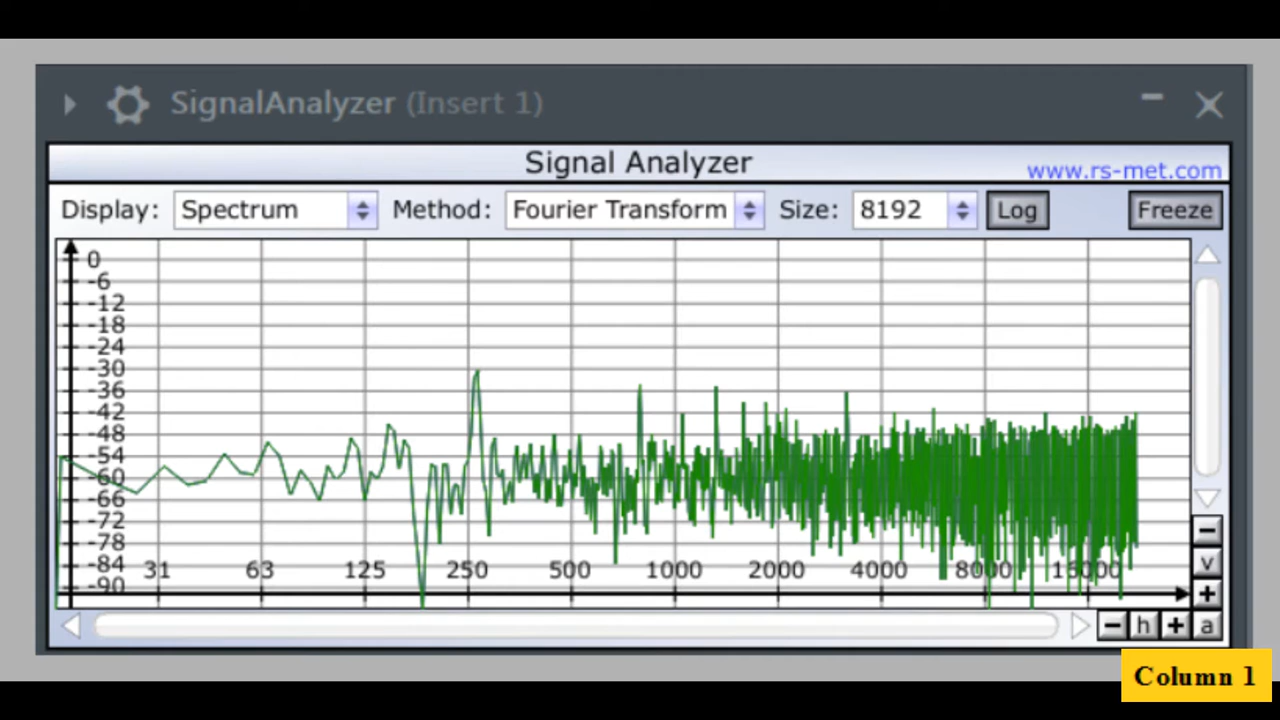 SignalAnalyzer (Insert 1)
Signal Analyzer
www.rs-met.com
Display: Spectrum Method: Fourier Transform Size: 8192 Log Freeze
0
-6
-12
-18
-24
-30
-36
-42
-48
-54
-60
-66
-72
-78
-84
-90
31 63 125 250 500 1000 2000 4000 8000
v
h a
Column 1